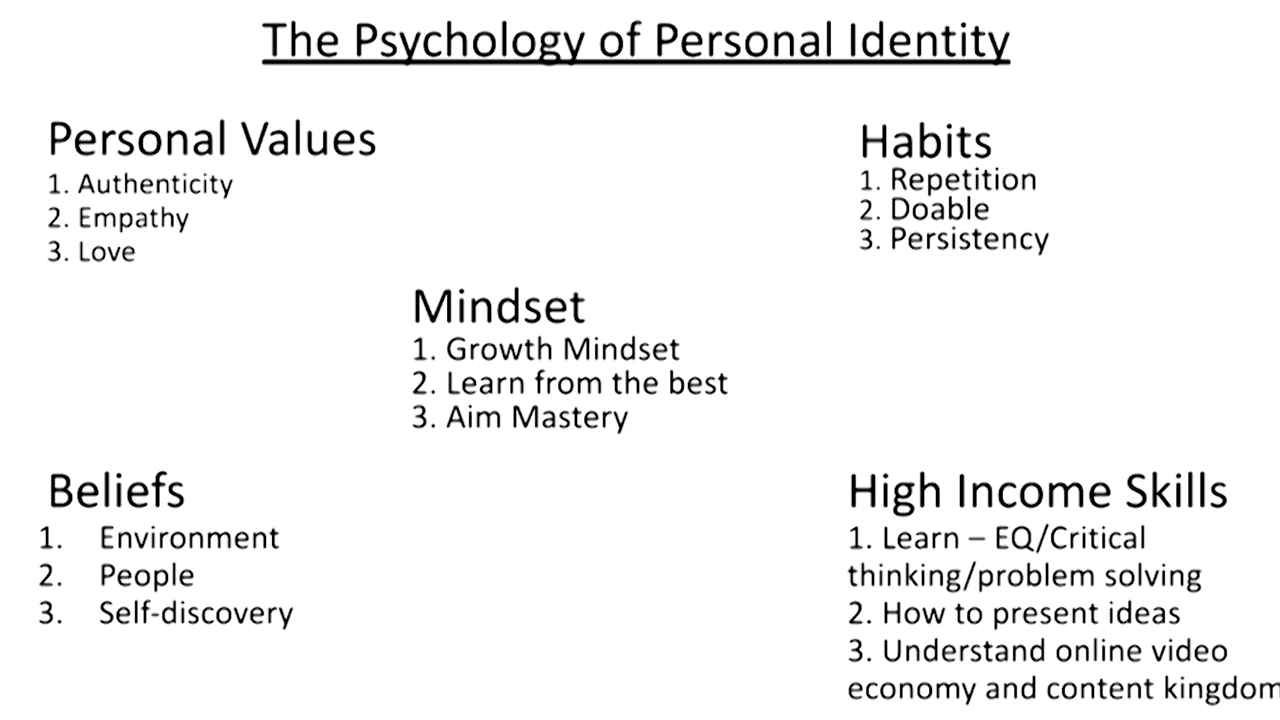 The Psychology of Personal Identity
Personal Values
1. Authenticity
2. Empathy
3. Love
Habits
1. Repetition
2. Doable
3. Persistency
Mindset
1. Growth Mindset
2. Learn from the best
3. Aim Mastery
Beliefs
1. Environment
2. People
3. Self-discovery
High Income Skills
1. Learn – EQ/Critical
thinking/problem solving
2. How to present ideas
3. Understand online video
economy and content kingdom